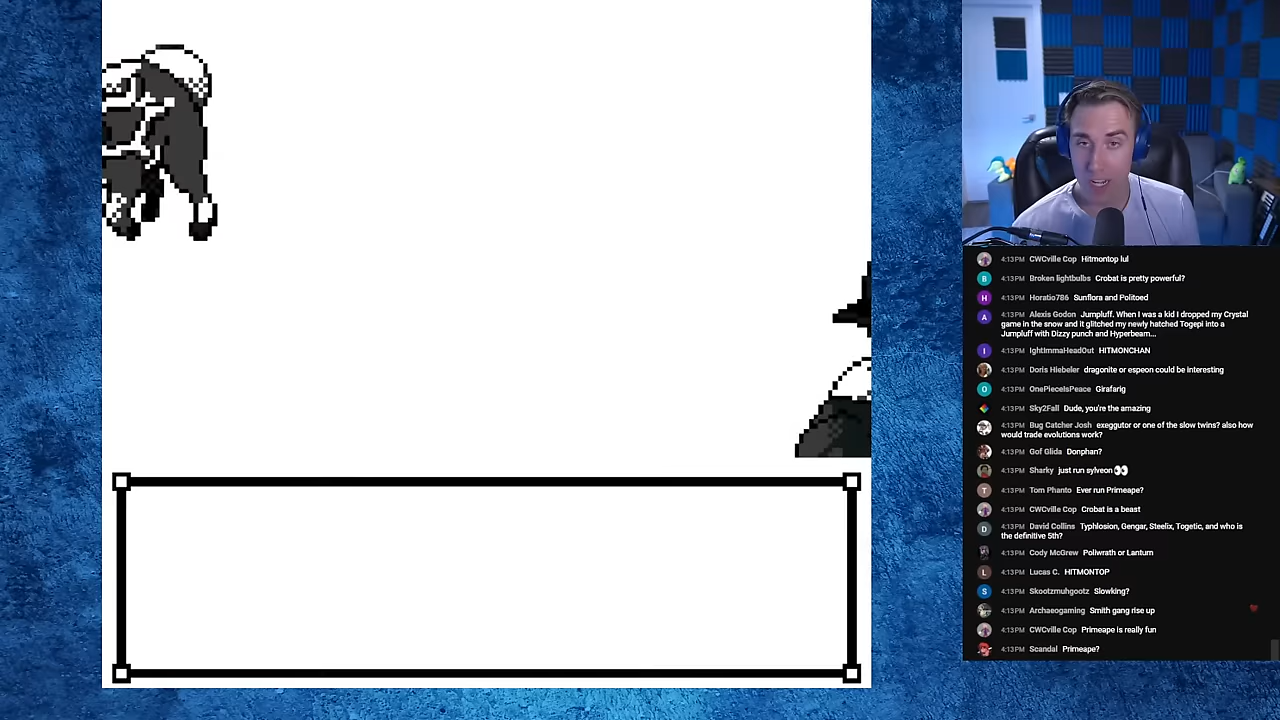 4:13PM CWCville Cop Hitmontop lul
4:13PM Broken lightbulbs Crobat is pretty powerful?
4:13PM Horatio786 Sunflora and Politoed
4:13PM Alexis Godon Jumpluff. When I was a kid I dropped my Crystal
game in the snow and it glitched my newly hatched Togepi into a
Jumpluff with Dizzy punch and Hyperbeam...
4:13PM IghtImmaHeadOut HITMONCHAN
4:13PM Doris Hiebeler dragonite or espeon could be interesting
4:13PM OnePieceIsPeace Girafarig
4:13PM Sky2Fall Dude, you're the amazing
4:13PM Bug Catcher Josh exeggutor or one of the slow twins? also how
would trade evolutions work?
4:13PM Gof Glida Donphan?
4:13PM Sharky just run sylveon 👀
4:13PM Tom Phanto Ever run Primeape?
4:13PM CWCville Cop Crobat is a beast
4:13PM David Collins Typhlosion, Gengar, Steelix, Togetic, and who is
the definitive 5th?
4:13PM Cody McGrew Poliwrath or Lanturn
4:13PM Lucas C. HITMONTOP
4:13PM Skootzmuhgootz Slowking?
4:13PM Archaeogaming Smith gang rise up
4:13PM CWCville Cop Primeape is really fun
4:13PM Scandal Primeape?
B
H
A
I
O
T
D
L
S